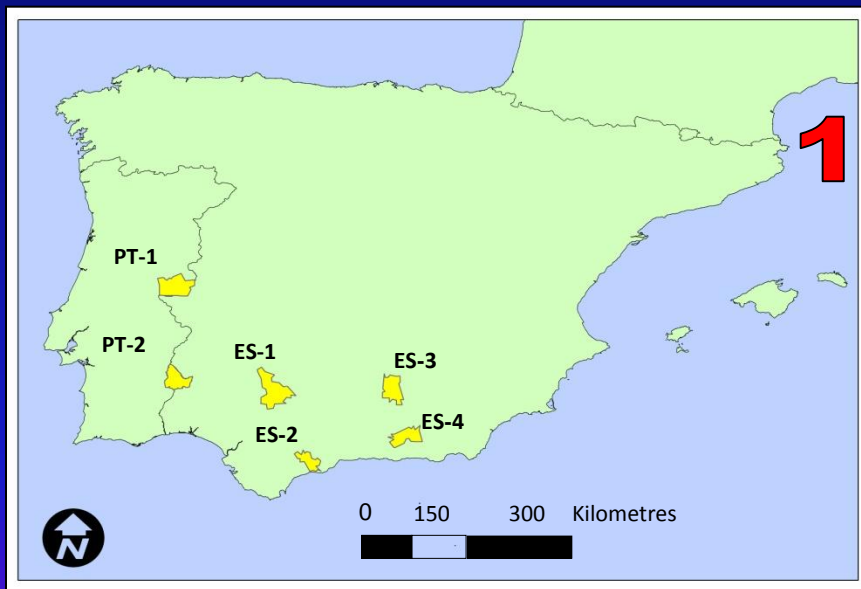 1
PT-1
PT-2
ES-1
ES-3
ES-4
ES-2
0 150 300 Kilometres
N